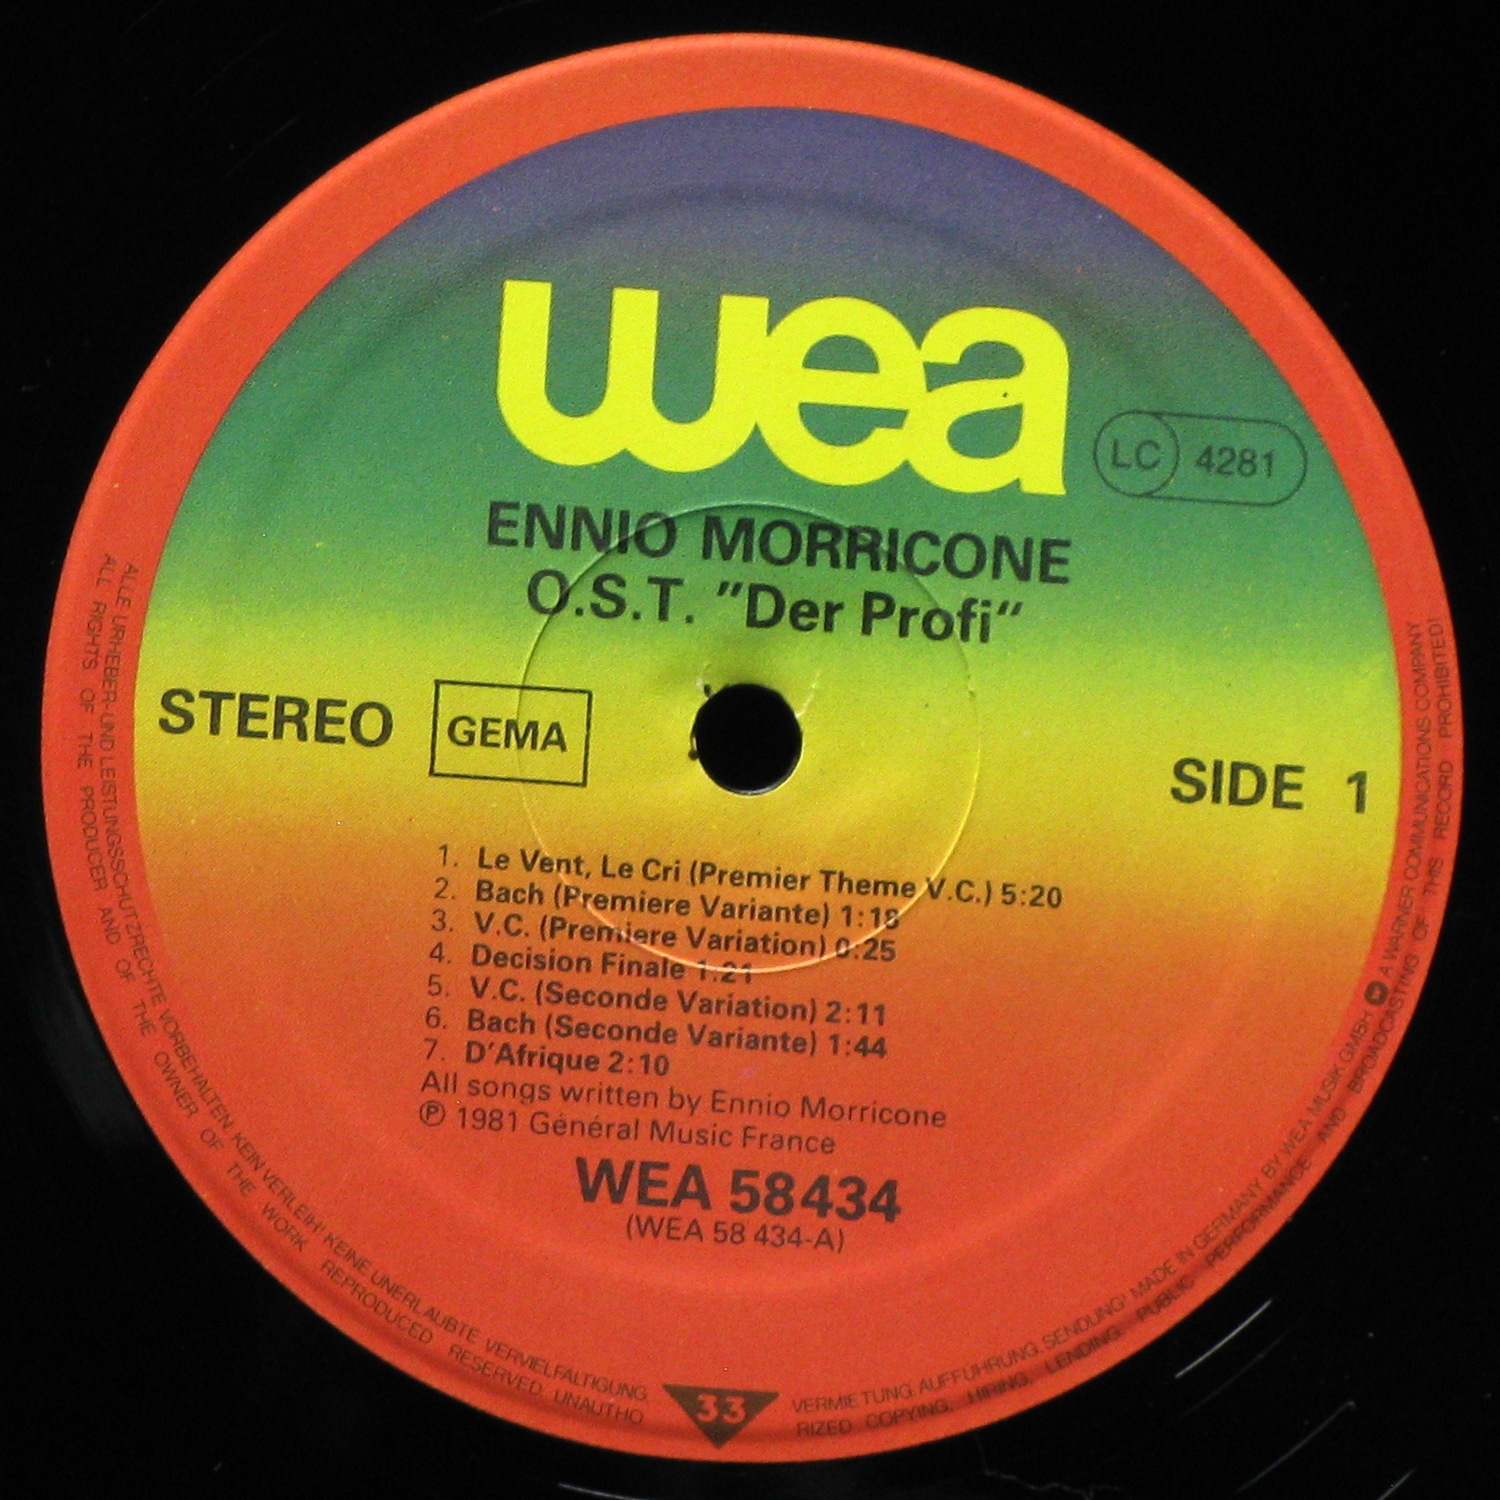 wea
LC 4281
ENNIO MORRICONE
O.S.T. "Der Profi"
STEREO GEMA
SIDE 1
1. Le Vent, Le Cri (Premier Theme V.C.) 5:20
2. Bach (Premiere Variante) 1:18
3. V.C. (Premiere Variation) 0:25
4. Decision Finale 1:21
5. V.C. (Seconde Variation) 2:11
6. Bach (Seconde Variante) 1:44
7. D'Afrique 2:10
All songs written by Ennio Morricone
℗ 1981 Général Music France
WEA 58434
(WEA 58 434-A)
33
ALLE URHEBER- UND LEISTUNGSSCHUTZRECHTE VORBEHALTEN. KEIN VERLEIH! KEINE UNERLAUBTE VERVIELFÄLTIGUNG, VERMIETUNG, AUFFÜHRUNG, SENDUNG! MADE IN GERMANY BY WEA MUSIK GMBH A WARNER COMMUNICATIONS COMPANY
ALL RIGHTS OF THE PRODUCER AND OF THE OWNER OF THE WORK REPRODUCED RESERVED. UNAUTHORIZED COPYING, HIRING, LENDING, PUBLIC PERFORMANCE AND BROADCASTING OF THIS RECORD PROHIBITED!